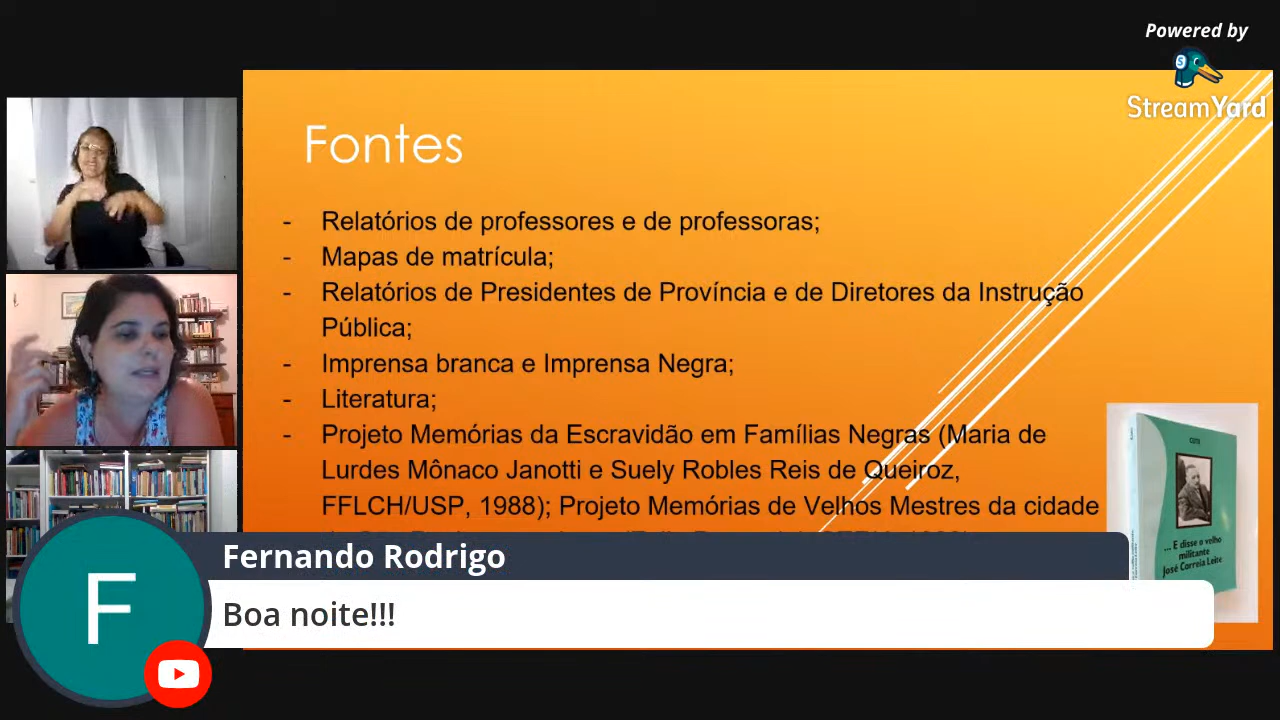 Powered by
StreamYard
Fontes
- Relatórios de professores e de professoras;
- Mapas de matrícula;
- Relatórios de Presidentes de Província e de Diretores da Instrução
Pública;
- Imprensa branca e Imprensa Negra;
- Literatura;
- Projeto Memórias da Escravidão em Famílias Negras (Maria de
Lurdes Mônaco Janotti e Suely Robles Reis de Queiroz,
FFLCH/USP, 1988); Projeto Memórias de Velhos Mestres da cidade
... E disse o velho
militante
José Correia Leite
F
Fernando Rodrigo
Boa noite!!!